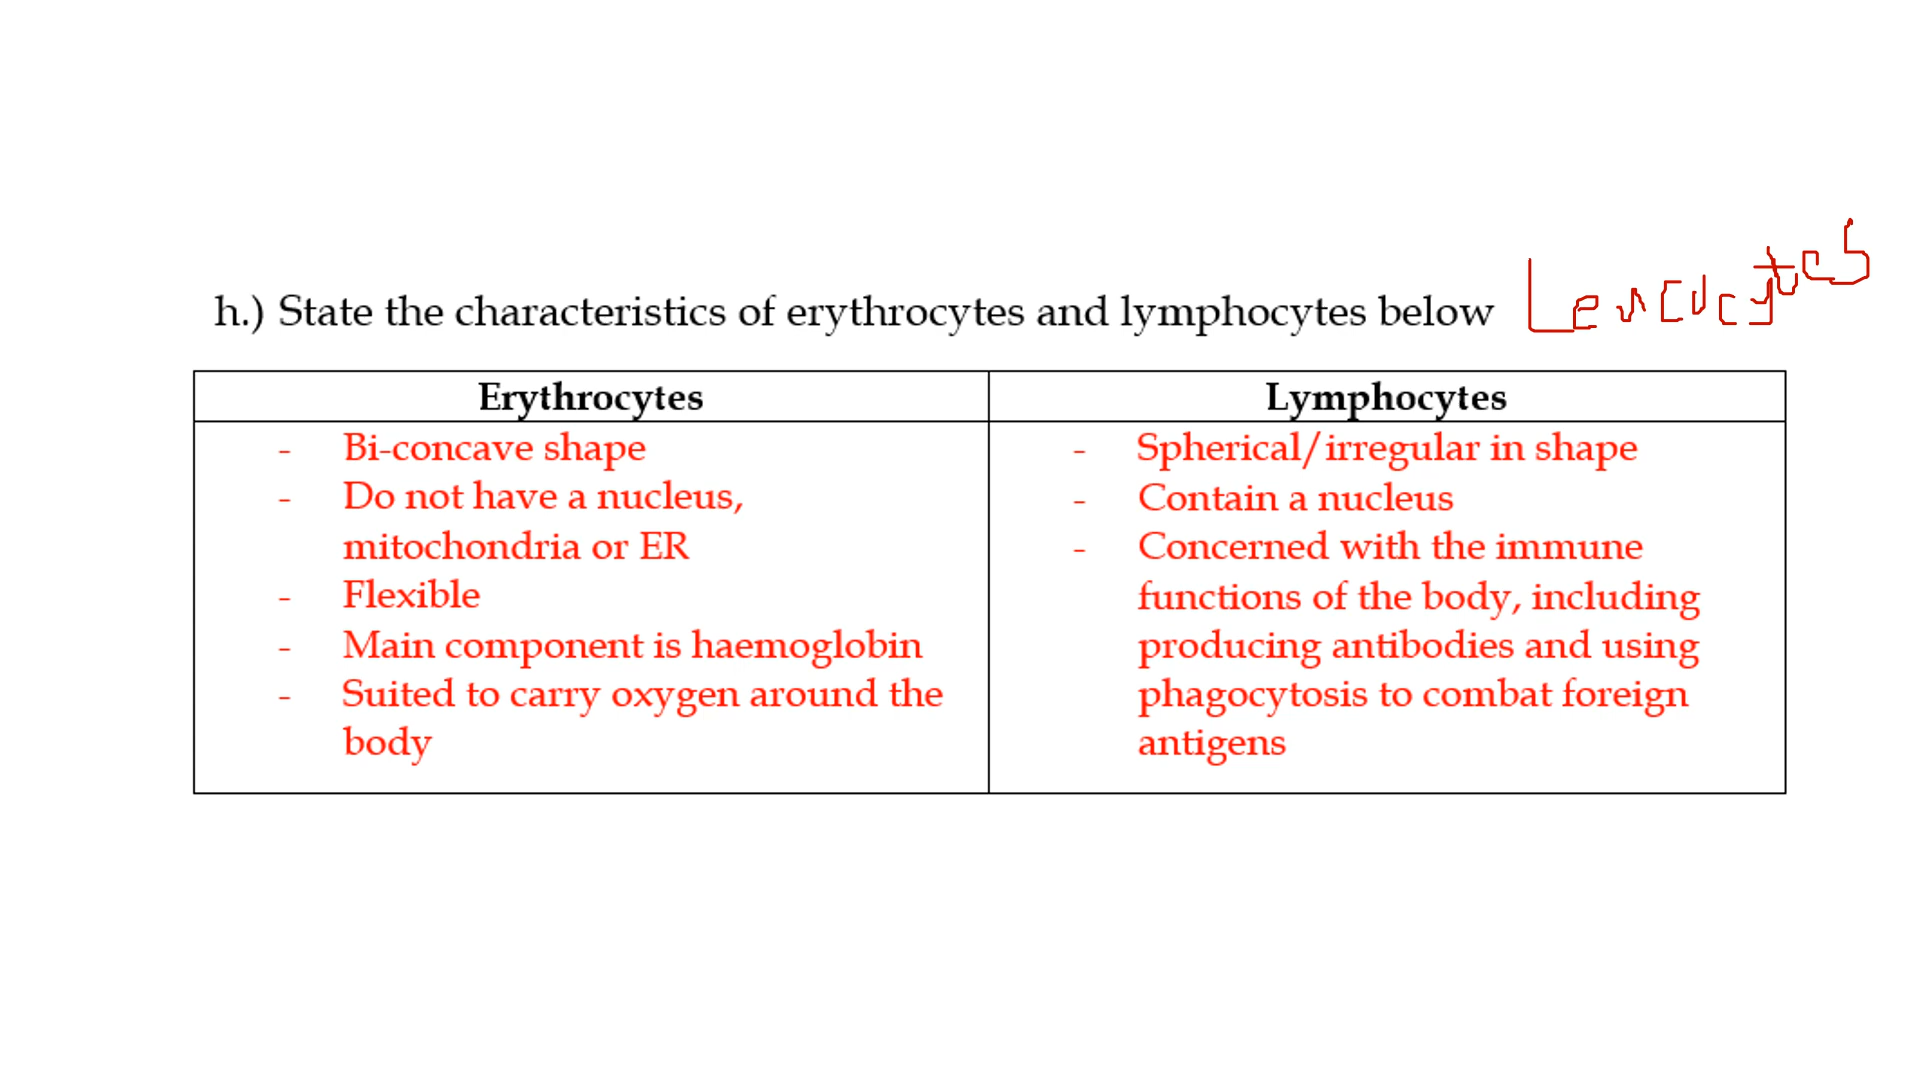 h.) State the characteristics of erythrocytes and lymphocytes below Leucocytes
Erythrocytes
- Bi-concave shape
- Do not have a nucleus,
mitochondria or ER
- Flexible
- Main component is haemoglobin
- Suited to carry oxygen around the
body
Lymphocytes
- Spherical/irregular in shape
- Contain a nucleus
- Concerned with the immune
functions of the body, including
producing antibodies and using
phagocytosis to combat foreign
antigens